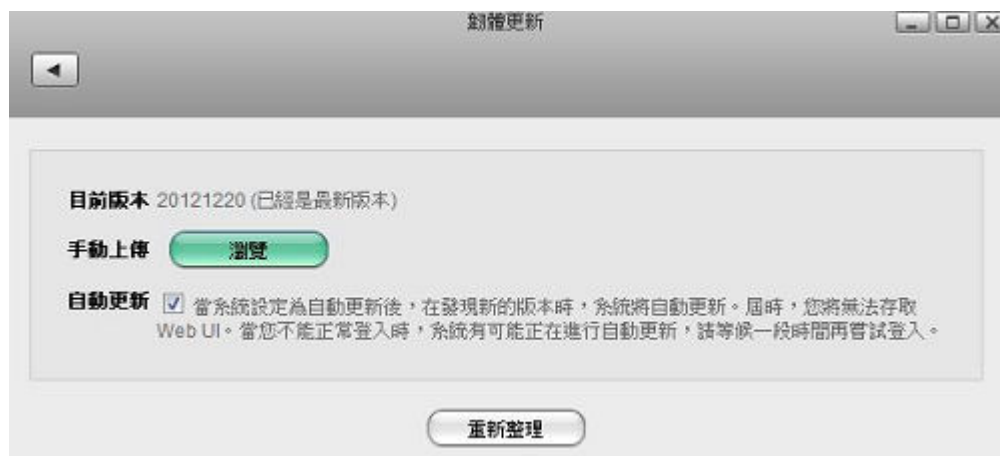 韌體更新
目前版本 20121220 (已經是最新版本)
手動上傳 瀏覽
自動更新 當系統設定為自動更新後,在發現新的版本時,系統將自動更新。屆時,您將無法存取
Web UI。當您不能正常登入時,系統有可能正在進行自動更新,請等候一段時間再嘗試登入。
重新整理